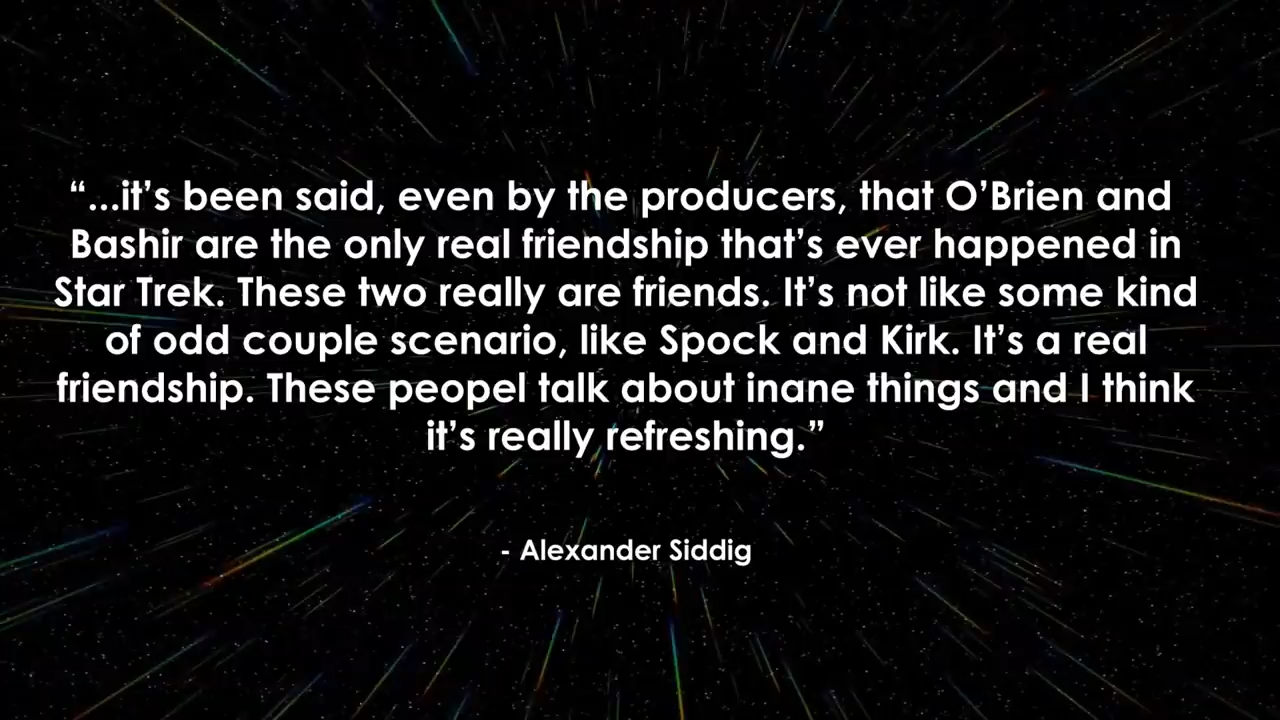 “...it’s been said, even by the producers, that O’Brien and
Bashir are the only real friendship that’s ever happened in
Star Trek. These two really are friends. It’s not like some kind
of odd couple scenario, like Spock and Kirk. It’s a real
friendship. These peopel talk about inane things and I think
it’s really refreshing.”
- Alexander Siddig